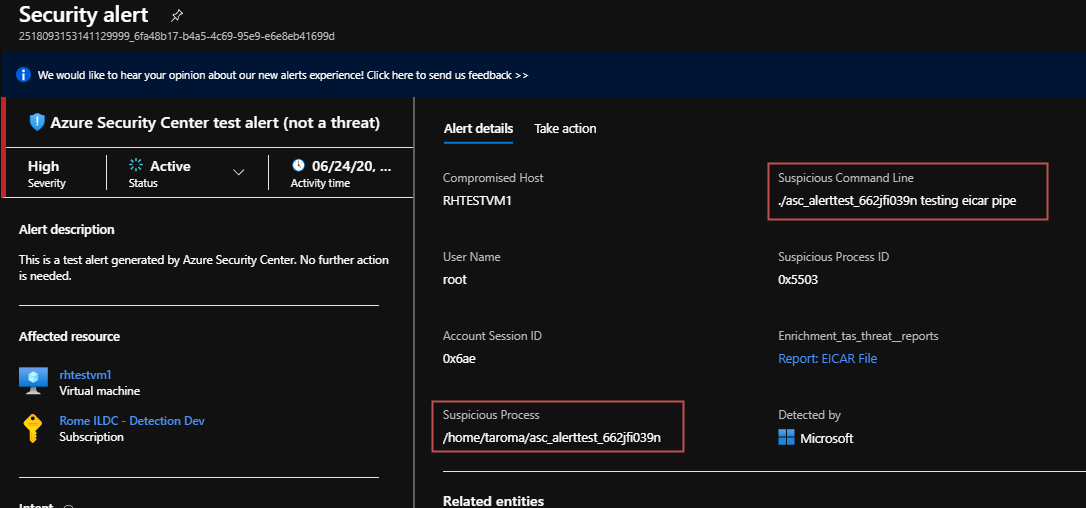 Security alert
2518093153141129999_6fa48b17-b4a5-4c69-95e9-e6e8eb41699d
We would like to hear your opinion about our new alerts experience! Click here to send us feedback >>
Azure Security Center test alert (not a threat)
High
Severity
Active
Status
06/24/20, ...
Activity time
Alert description
This is a test alert generated by Azure Security Center. No further action
is needed.
Affected resource
rhtestvm1
Virtual machine
Rome ILDC - Detection Dev
Subscription
Intent
Alert details
Take action
Compromised Host
RHTESTVM1
Suspicious Command Line
./asc_alerttest_662jfi039n testing eicar pipe
User Name
root
Suspicious Process ID
0x5503
Account Session ID
0x6ae
Enrichment_tas_threat__reports
Report: EICAR File
Suspicious Process
/home/taroma/asc_alerttest_662jfi039n
Detected by
Microsoft
Related entities